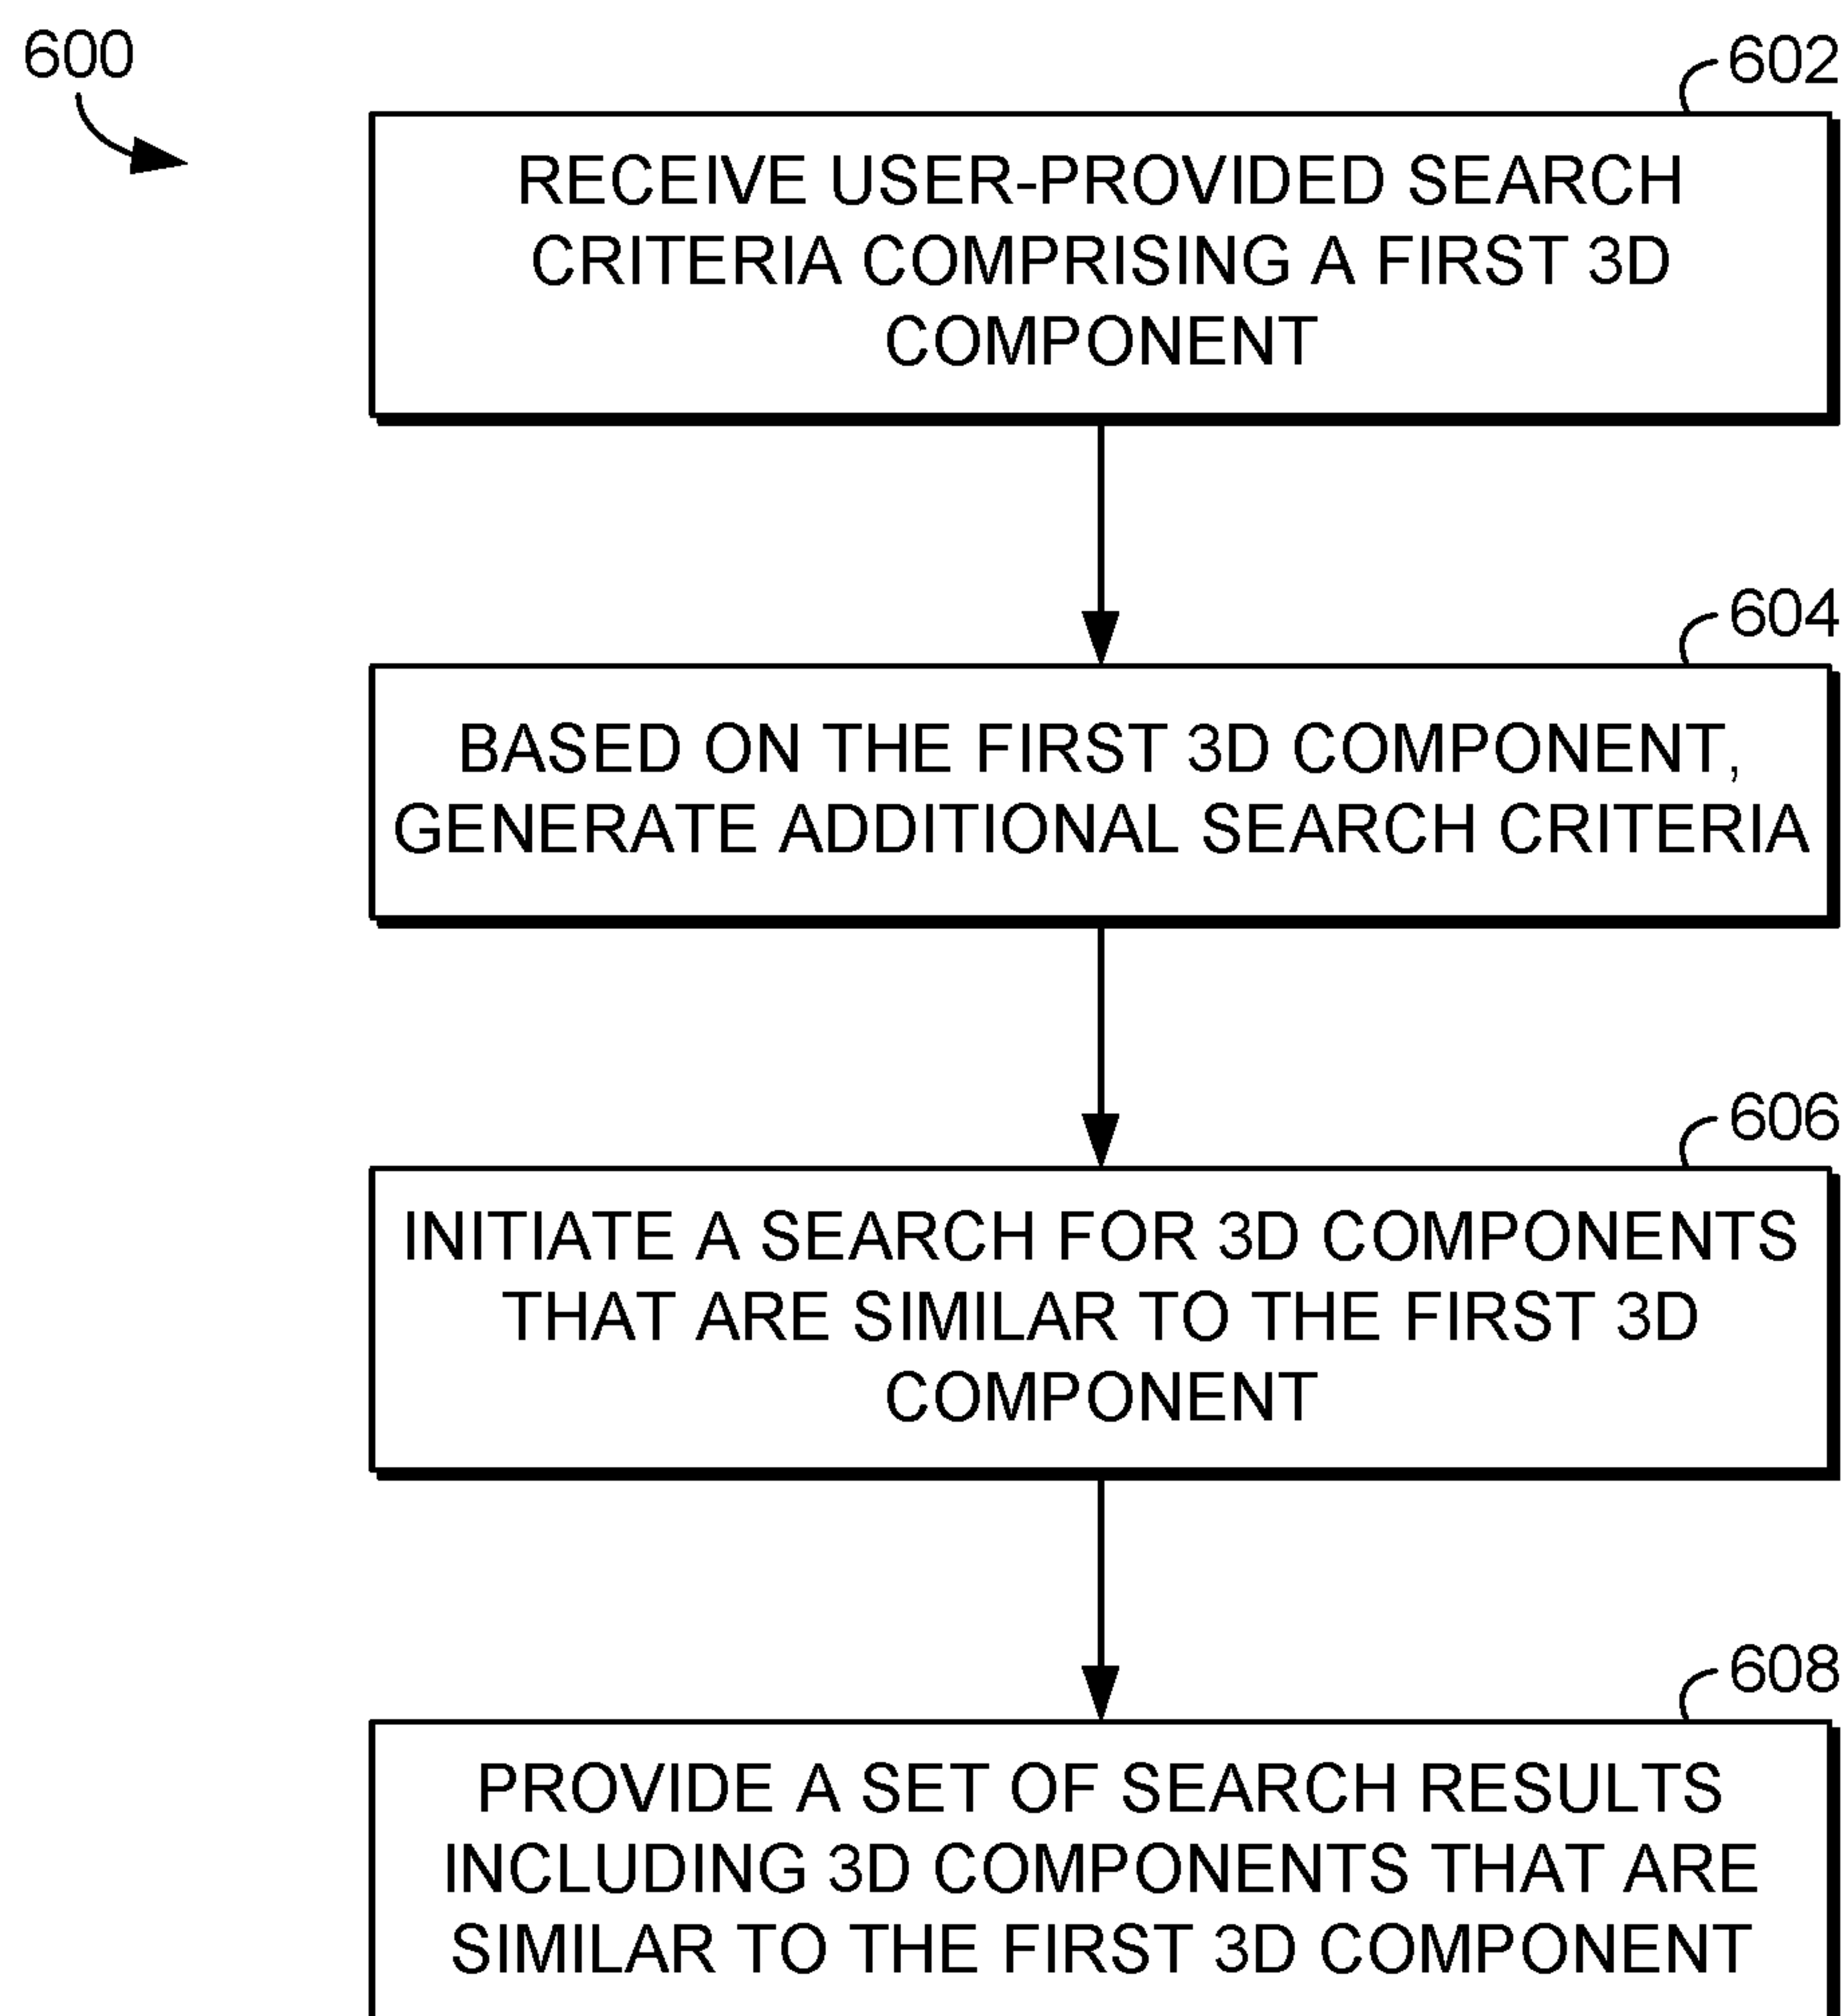 600
602
RECEIVE USER-PROVIDED SEARCH
CRITERIA COMPRISING A FIRST 3D
COMPONENT
604
BASED ON THE FIRST 3D COMPONENT,
GENERATE ADDITIONAL SEARCH CRITERIA
606
INITIATE A SEARCH FOR 3D COMPONENTS
THAT ARE SIMILAR TO THE FIRST 3D
COMPONENT
608
PROVIDE A SET OF SEARCH RESULTS
INCLUDING 3D COMPONENTS THAT ARE
SIMILAR TO THE FIRST 3D COMPONENT